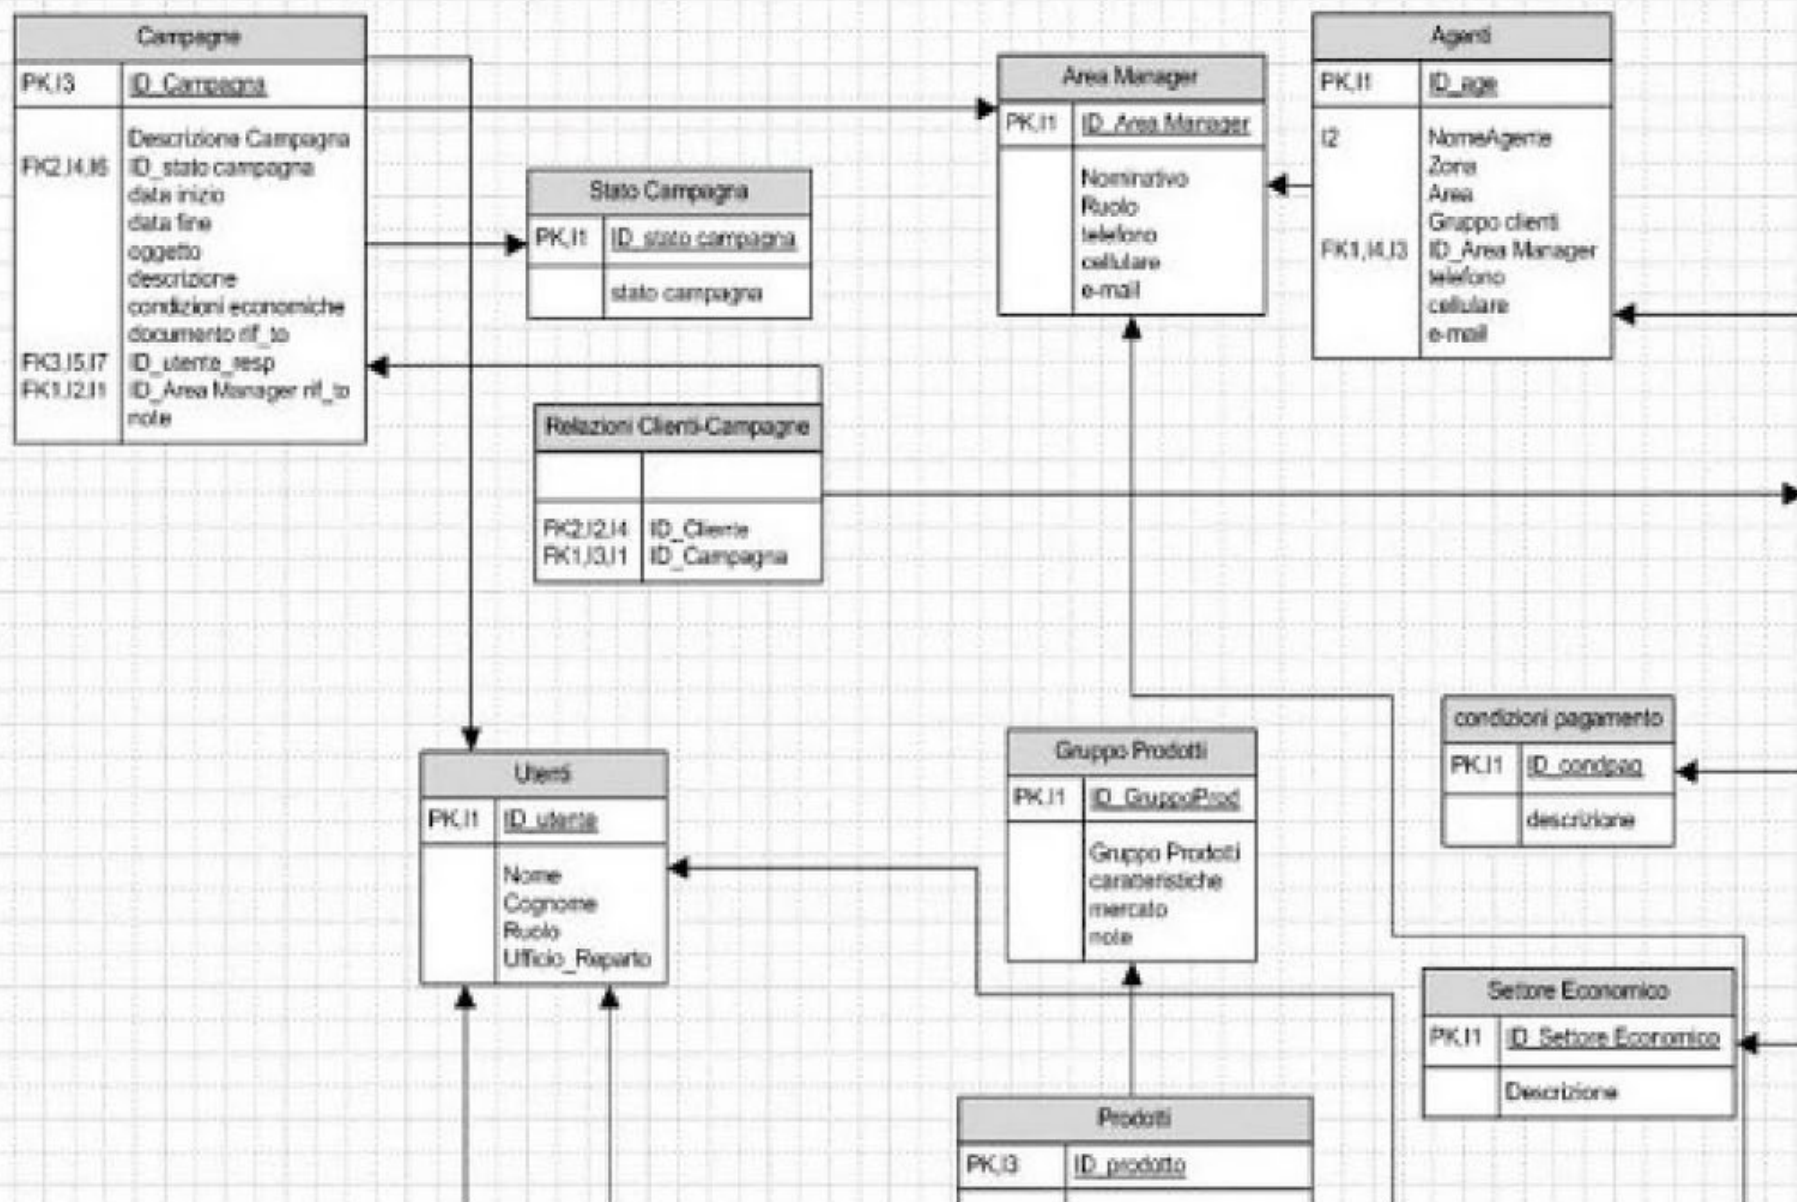 Campagne
PK,I3 ID_Campagna
Descrizione Campagna
FK2,I4,I6 ID_stato campagna
data inizio
data fine
oggetto
descrizione
condizioni economiche
documento rif_to
FK3,I5,I7 ID_utente_resp
FK1,I2,I1 ID_Area Manager rif_to
note
Stato Campagna
PK,I1 ID_stato campagna
stato campagna
Relazioni Clienti-Campagne
FK2,I2,I4 ID_Cliente
FK1,I3,I1 ID_Campagna
Area Manager
PK,I1 ID_Area Manager
Nominativo
Ruolo
telefono
cellulare
e-mail
Agenti
PK,I1 ID_age
I2 NomeAgente
Zona
Area
Gruppo clienti
FK1,I4,I3 ID_Area Manager
telefono
cellulare
e-mail
Utenti
PK,I1 ID_utente
Nome
Cognome
Ruolo
Ufficio_Reparto
Gruppo Prodotti
PK,I1 ID_GruppoProd
Gruppo Prodotti
caratteristiche
mercato
note
condizioni pagamento
PK,I1 ID_condpag
descrizione
Settore Economico
PK,I1 ID_Settore Economico
Descrizione
Prodotti
PK,I3 ID_prodotto